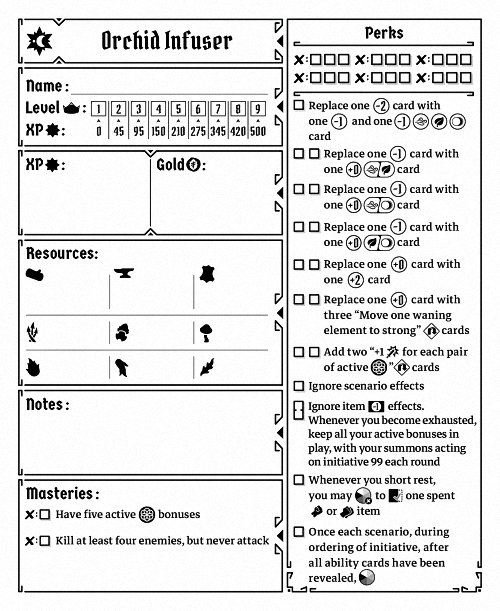 Orchid Infuser
Name:
Level : 1 2 3 4 5 6 7 8 9
XP : 0 45 95 150 210 275 345 420 500
XP : Gold :
Resources:
Notes:
Masteries:
✗: Have five active bonuses
✗: Kill at least four enemies, but never attack
Perks
✗: ✗: ✗:
✗: ✗: ✗:
Replace one -2 card with
one -1 and one -1
card
Replace one -1 card with
one +0 card
Replace one -1 card with
one +0 card
Replace one -1 card with
one +0 card
Replace one +0 card with
one +2 card
Replace one +0 card with
three “Move one waning
element to strong” cards
Add two “+1 for each pair
of active ” cards
Ignore scenario effects
Ignore item -1 effects.
Whenever you become exhausted,
keep all your active bonuses in
play, with your summons acting
on initiative 99 each round
Whenever you short rest,
you may to one spent
or item
Once each scenario, during
ordering of initiative, after
all ability cards have been
revealed,